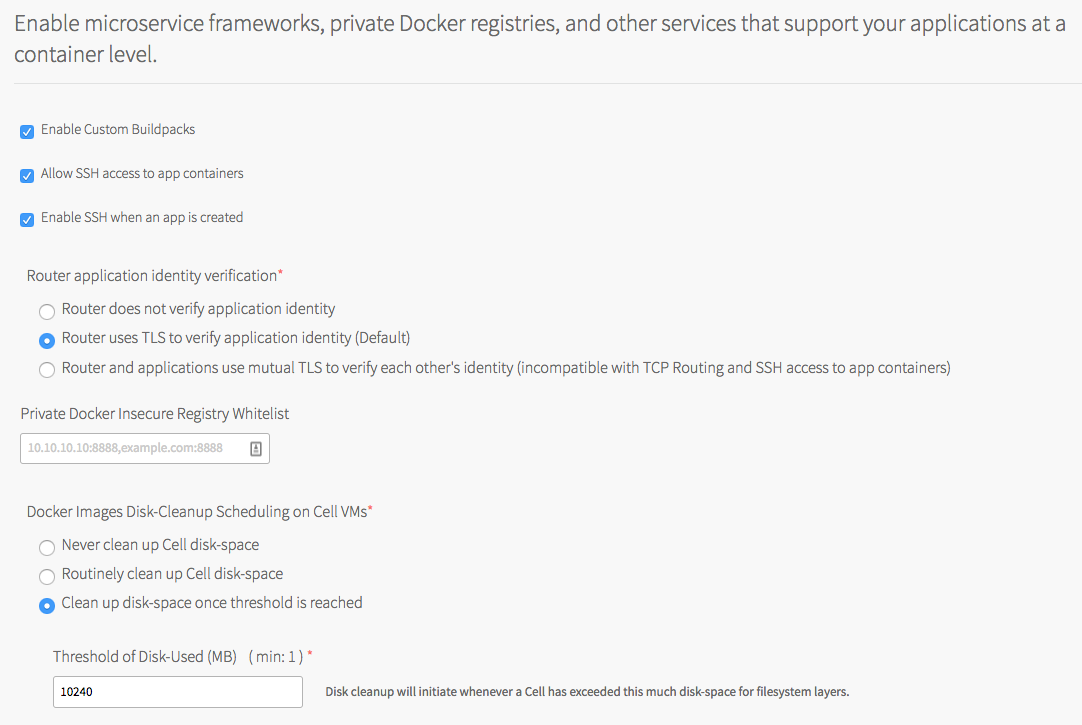 Enable microservice frameworks, private Docker registries, and other services that support your applications at a
container level.
Enable Custom Buildpacks
Allow SSH access to app containers
Enable SSH when an app is created
Router application identity verification*
Router does not verify application identity
Router uses TLS to verify application identity (Default)
Router and applications use mutual TLS to verify each other's identity (incompatible with TCP Routing and SSH access to app containers)
Private Docker Insecure Registry Whitelist
10.10.10.10:8888,example.com:8888
Docker Images Disk-Cleanup Scheduling on Cell VMs*
Never clean up Cell disk-space
Routinely clean up Cell disk-space
Clean up disk-space once threshold is reached
Threshold of Disk-Used (MB) ( min: 1 ) *
10240 Disk cleanup will initiate whenever a Cell has exceeded this much disk-space for filesystem layers.